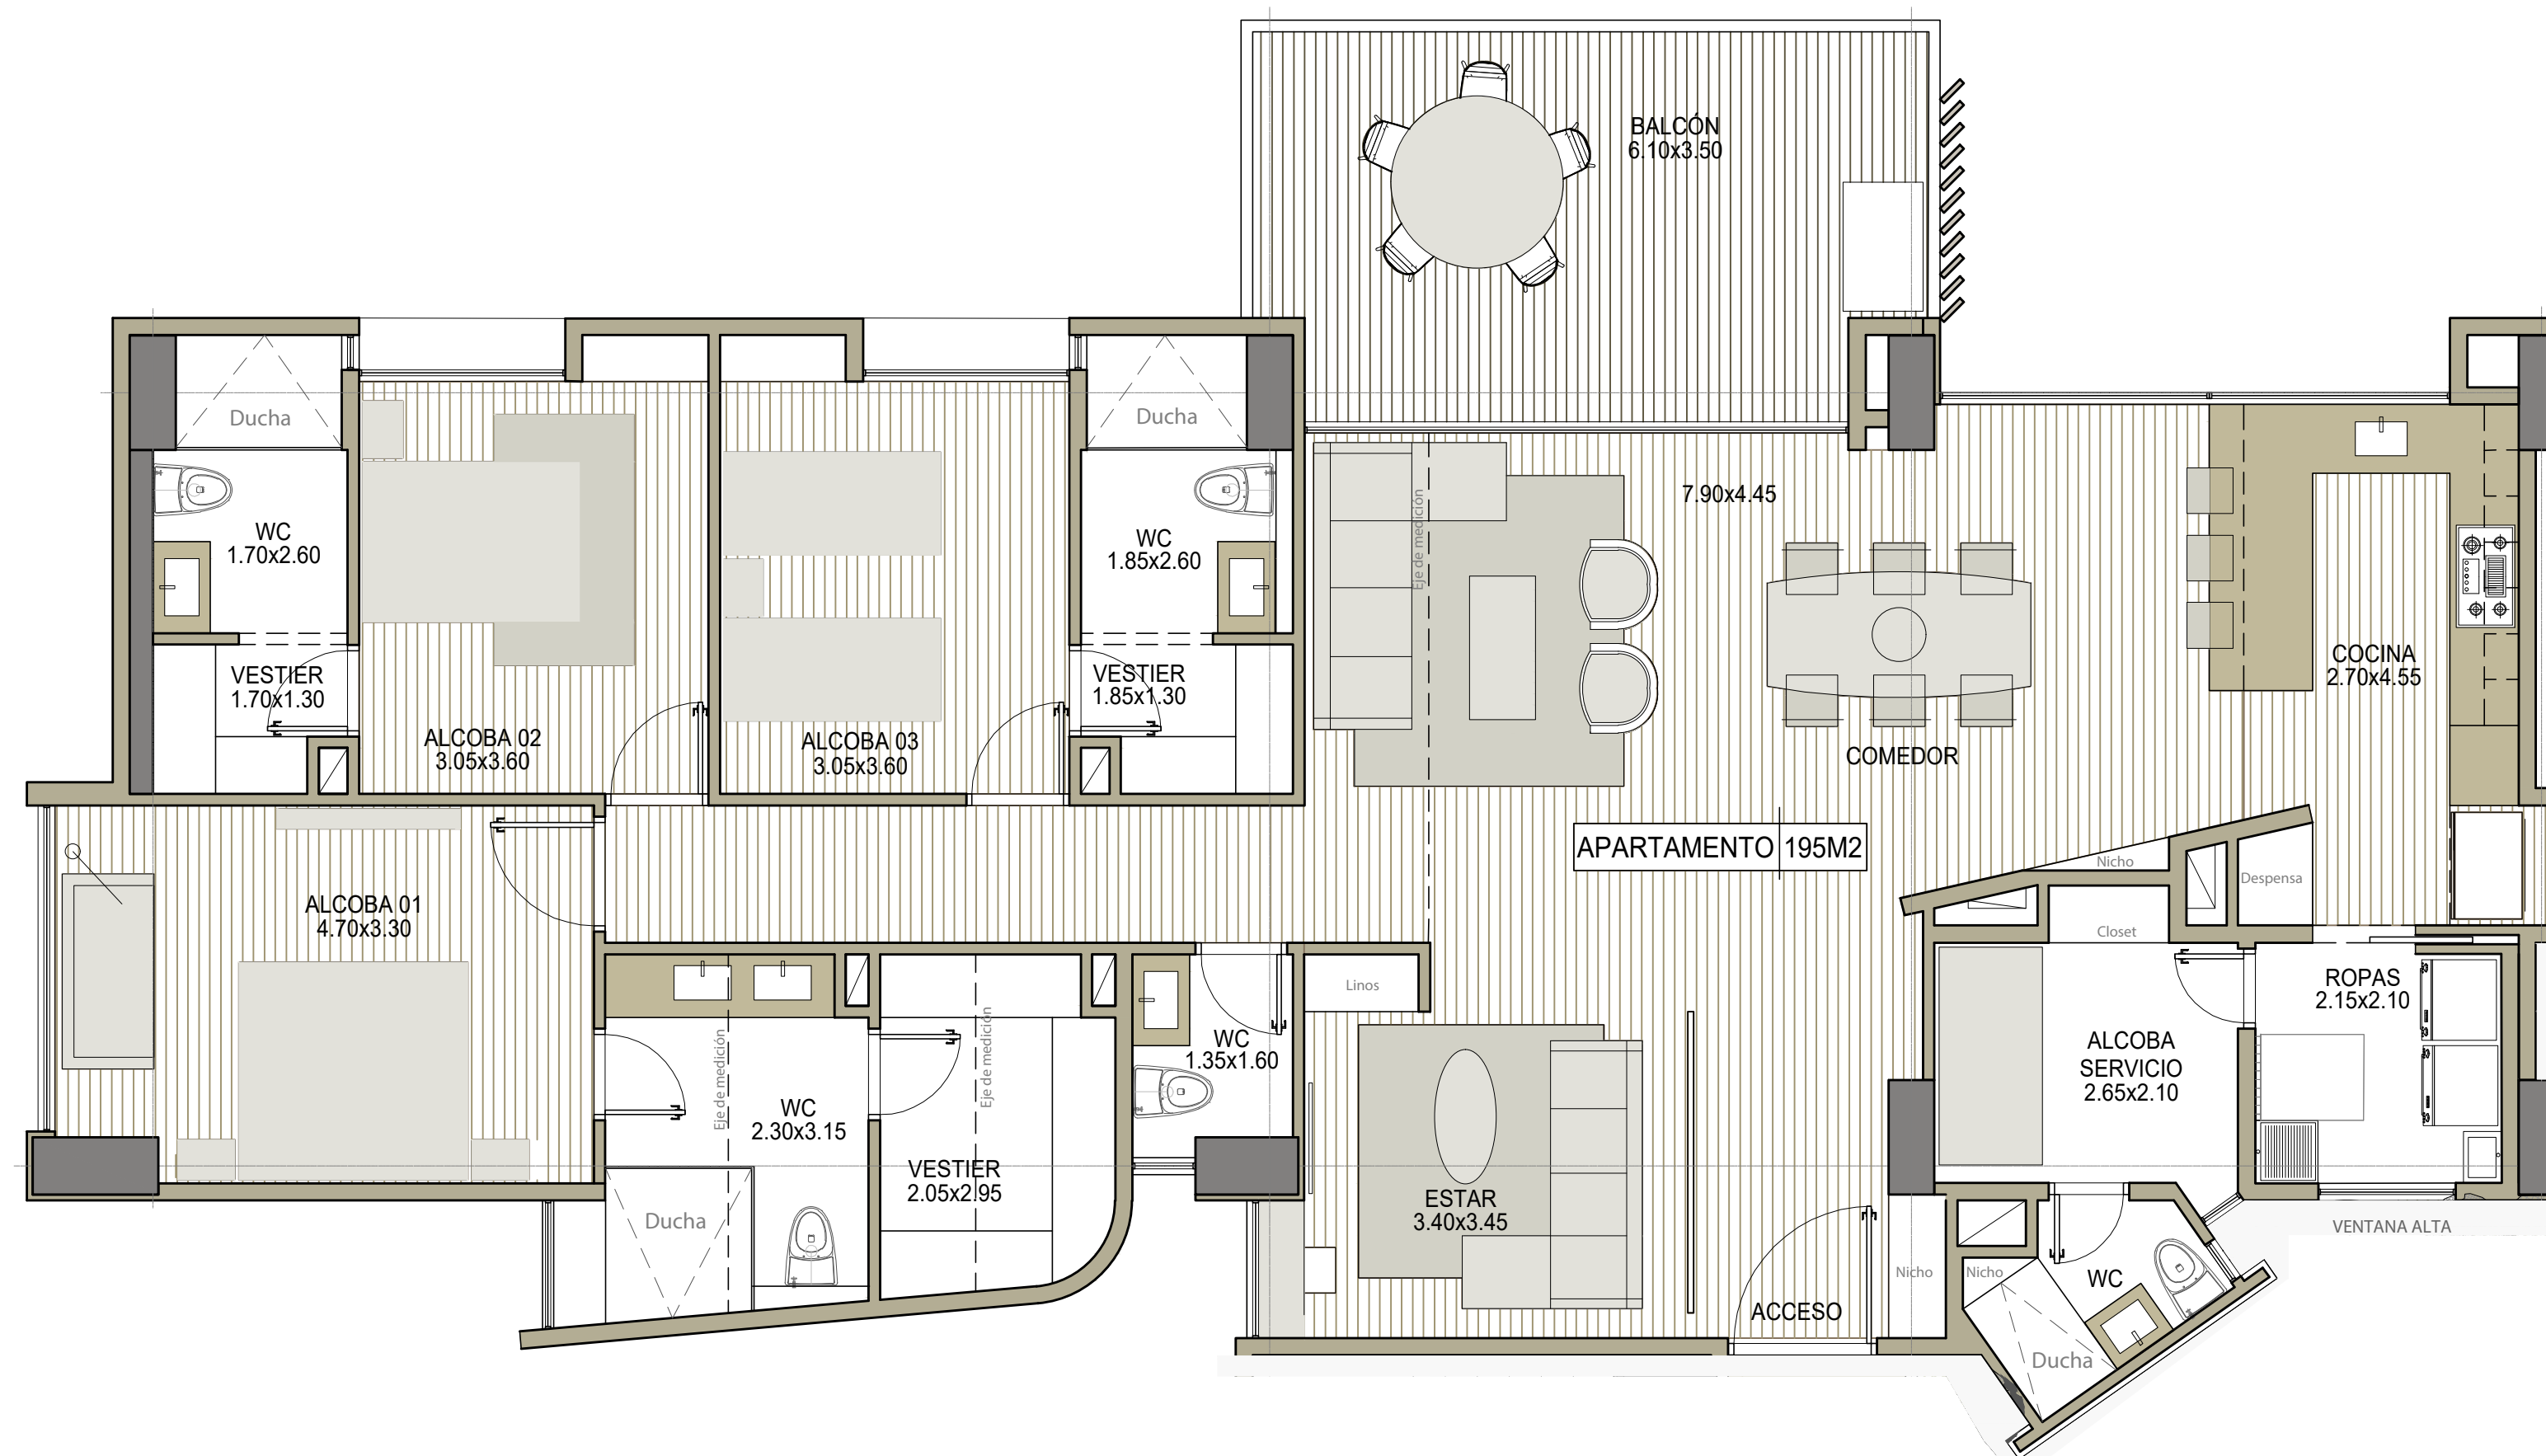 BALCÓN
6.10x3.50
Ducha
Ducha
WC
1.70x2.60
WC
1.85x2.60
Eje de medición
7.90x4.45
VESTIER
1.70x1.30
VESTIER
1.85x1.30
COCINA
2.70x4.55
ALCOBA 02
3.05x3.60
ALCOBA 03
3.05x3.60
COMEDOR
APARTAMENTO 195M2
Nicho
Despensa
ALCOBA 01
4.70x3.30
Closet
Linos
ROPAS
2.15x2.10
Eje de medición
Eje de medición
WC
1.35x1.60
ALCOBA
SERVICIO
2.65x2.10
WC
2.30x3.15
VESTIER
2.05x2.95
ESTAR
3.40x3.45
Ducha
VENTANA ALTA
Nicho
Nicho
WC
ACCESO
Ducha